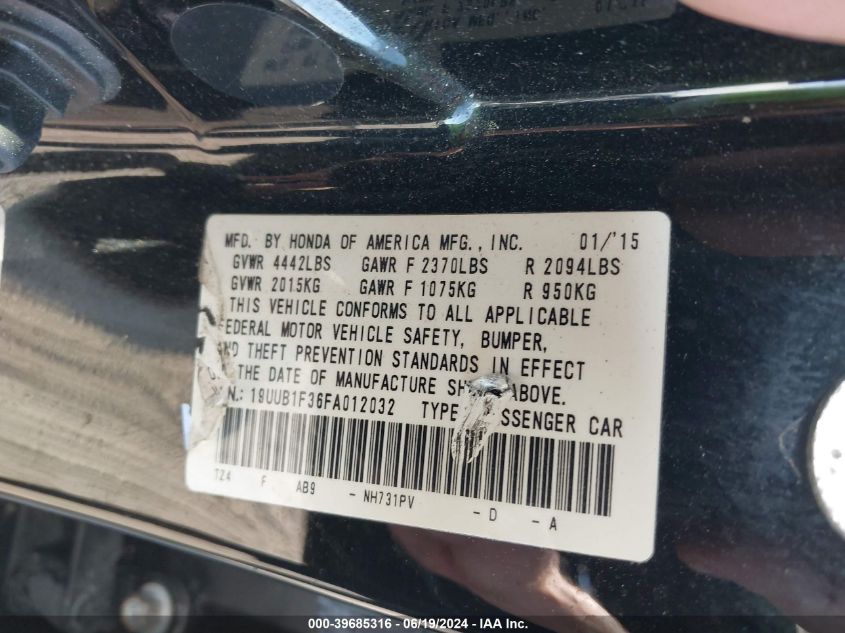 MFD. BY HONDA OF AMERICA MFG., INC. 01/'15
GVWR 4442LBS GAWR F 2370LBS R 2094LBS
GVWR 2015KG GAWR F 1075KG R 950KG
THIS VEHICLE CONFORMS TO ALL APPLICABLE
FEDERAL MOTOR VEHICLE SAFETY, BUMPER,
ND THEFT PREVENTION STANDARDS IN EFFECT
THE DATE OF MANUFACTURE SH ABOVE.
.N.: 19UUB1F36FA012032 TYPE SSENGER CAR
TZ4 F AB9 - NH731PV - D - A
000-39685316 - 06/19/2024 - IAA Inc.